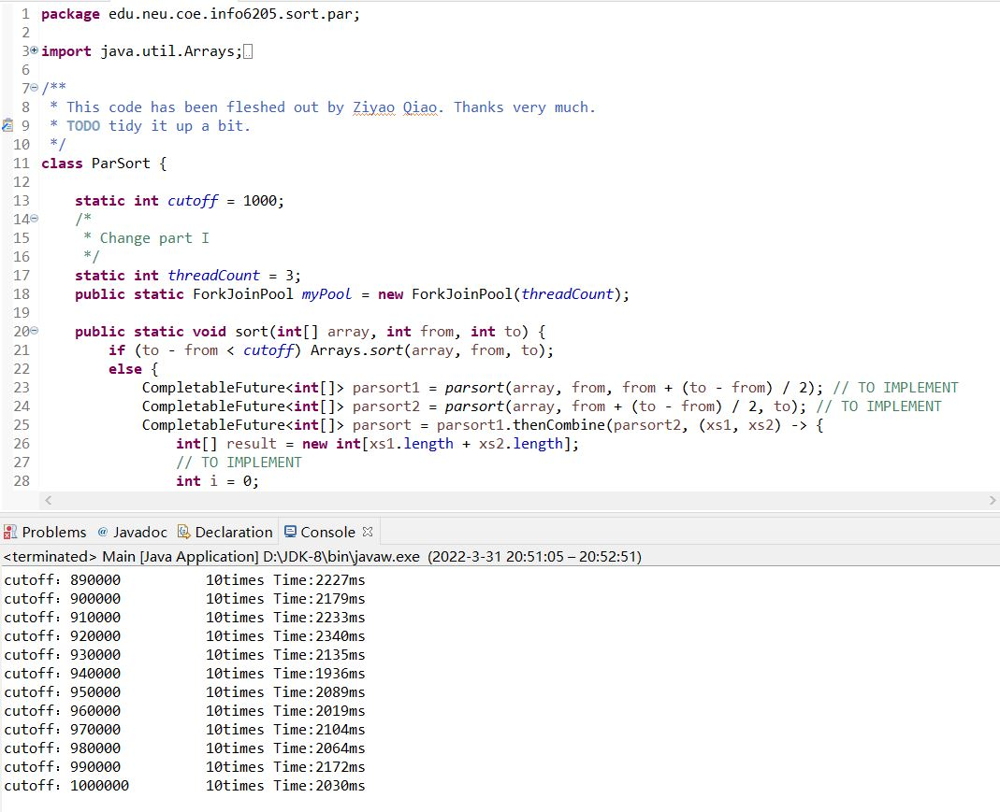 1 package edu.neu.coe.info6205.sort.par;
2
3 import java.util.Arrays;
6
7 /**
8 * This code has been fleshed out by Ziyao Qiao. Thanks very much.
9 * TODO tidy it up a bit.
10 */
11 class ParSort {
12
13 static int cutoff = 1000;
14 /*
15 * Change part I
16 */
17 static int threadCount = 3;
18 public static ForkJoinPool myPool = new ForkJoinPool(threadCount);
19
20 public static void sort(int[] array, int from, int to) {
21 if (to - from < cutoff) Arrays.sort(array, from, to);
22 else {
23 CompletableFuture<int[]> parsort1 = parsort(array, from, from + (to - from) / 2); // TO IMPLEMENT
24 CompletableFuture<int[]> parsort2 = parsort(array, from + (to - from) / 2, to); // TO IMPLEMENT
25 CompletableFuture<int[]> parsort = parsort1.thenCombine(parsort2, (xs1, xs2) -> {
26 int[] result = new int[xs1.length + xs2.length];
27 // TO IMPLEMENT
28 int i = 0;
Problems @ Javadoc Declaration Console
<terminated> Main [Java Application] D:\JDK-8\bin\javaw.exe (2022-3-31 20:51:05 – 20:52:51)
cutoff：890000 10times Time:2227ms
cutoff：900000 10times Time:2179ms
cutoff：910000 10times Time:2233ms
cutoff：920000 10times Time:2340ms
cutoff：930000 10times Time:2135ms
cutoff：940000 10times Time:1936ms
cutoff：950000 10times Time:2089ms
cutoff：960000 10times Time:2019ms
cutoff：970000 10times Time:2104ms
cutoff：980000 10times Time:2064ms
cutoff：990000 10times Time:2172ms
cutoff：1000000 10times Time:2030ms